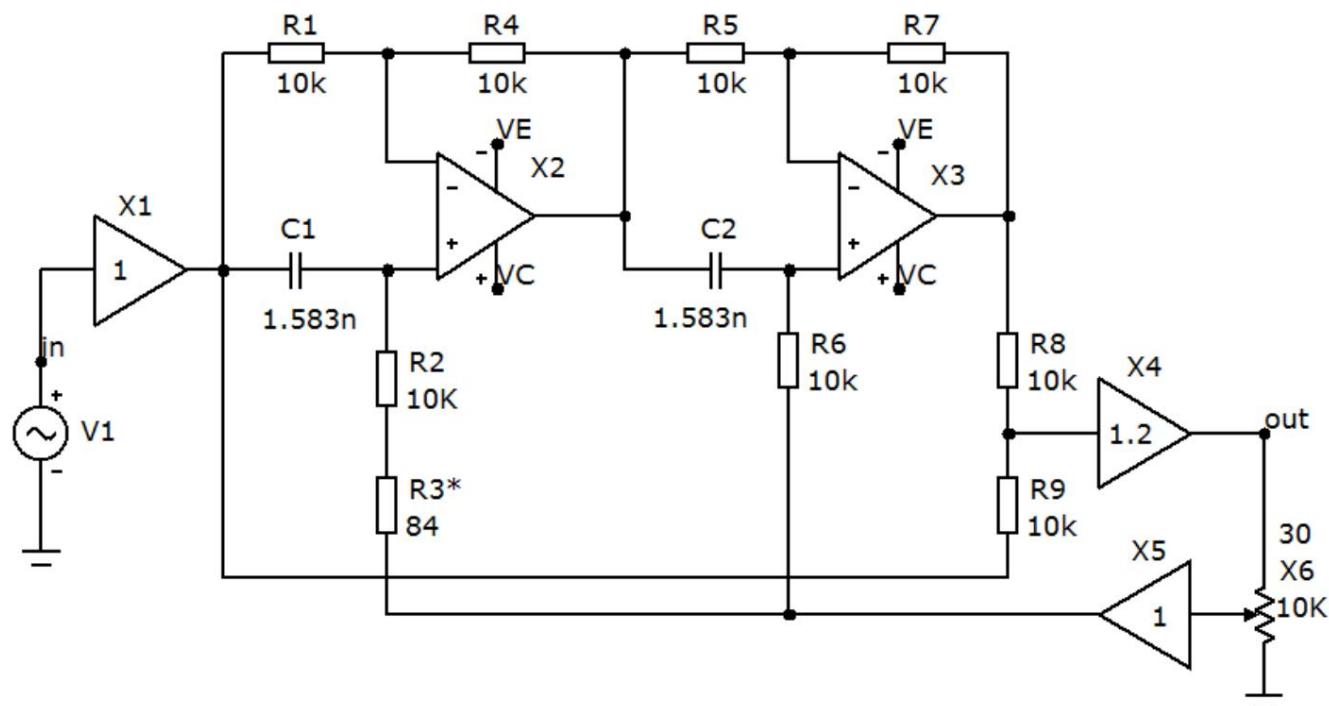 R1
10k
R4
10k
R5
10k
R7
10k
VE
-
X2
VE
-
X3
X1
1
C1
1.583n
-
+
+
VC
C2
1.583n
-
+
+
VC
in
+
V1
-
R2
10K
R6
10k
R8
10k
X4
1.2
out
R3*
84
R9
10k
X5
1
30
X6
10K